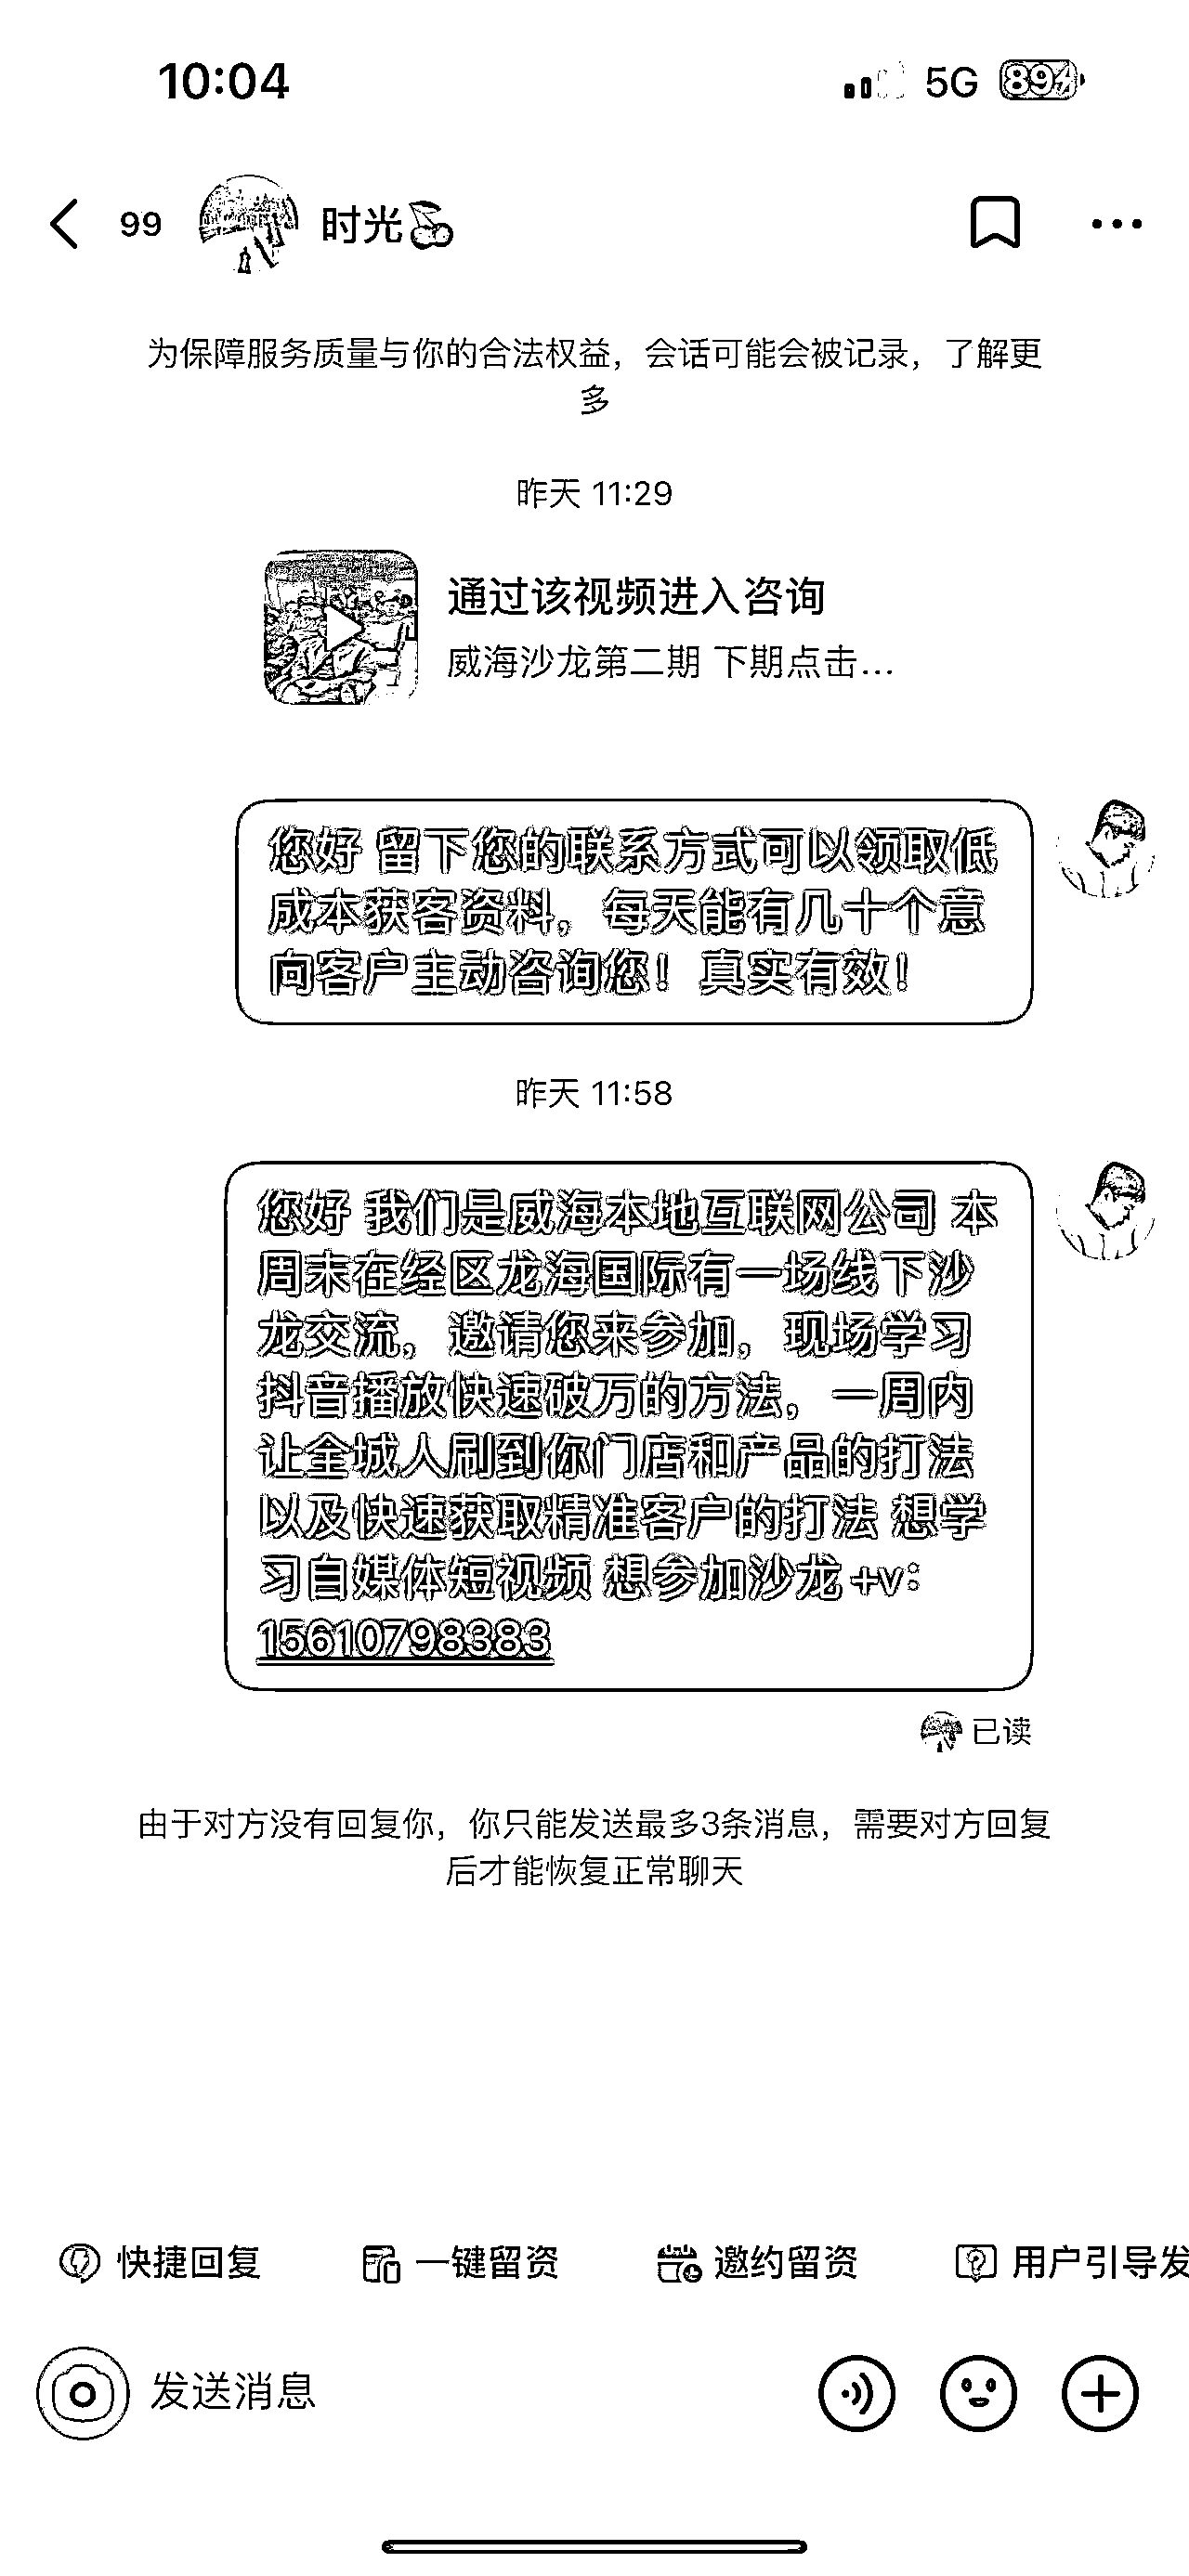 10:04
5G 89
99 时光🍒
为保障服务质量与你的合法权益，会话可能会被记录，了解更
多
昨天 11:29
通过该视频进入咨询
威海沙龙第二期 下期点击...
您好 留下您的联系方式可以领取低
成本获客资料，每天能有几十个意
向客户主动咨询您！真实有效！
昨天 11:58
您好 我们是威海本地互联网公司 本
周末在经区龙海国际有一场线下沙
龙交流，邀请您来参加，现场学习
抖音播放快速破万的方法，一周内
让全城人刷到你门店和产品的打法
以及快速获取精准客户的打法 想学
习自媒体短视频 想参加沙龙+v：
15610798383
已读
由于对方没有回复你，你只能发送最多3条消息，需要对方回复
后才能恢复正常聊天
快捷回复 一键留资 邀约留资 用户引导发
发送消息